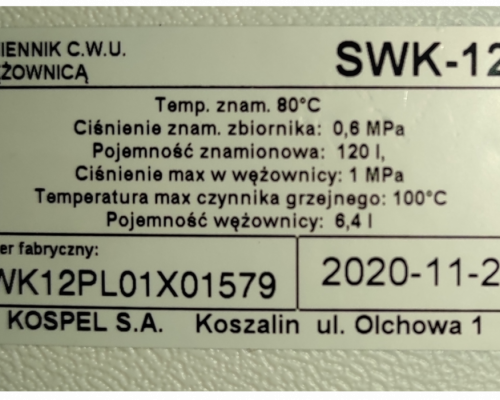 IENNIK C.W.U. SWK-12
ĘŻOWNICĄ
Temp. znam. 80°C
Ciśnienie znam. zbiornika: 0,6 MPa
Pojemność znamionowa: 120 l,
Ciśnienie max w wężownicy: 1 MPa
Temperatura max czynnika grzejnego: 100°C
Pojemność wężownicy: 6,4 l
er fabryczny:
WK12PL01X01579 2020-11-2
KOSPEL S.A. Koszalin ul. Olchowa 1